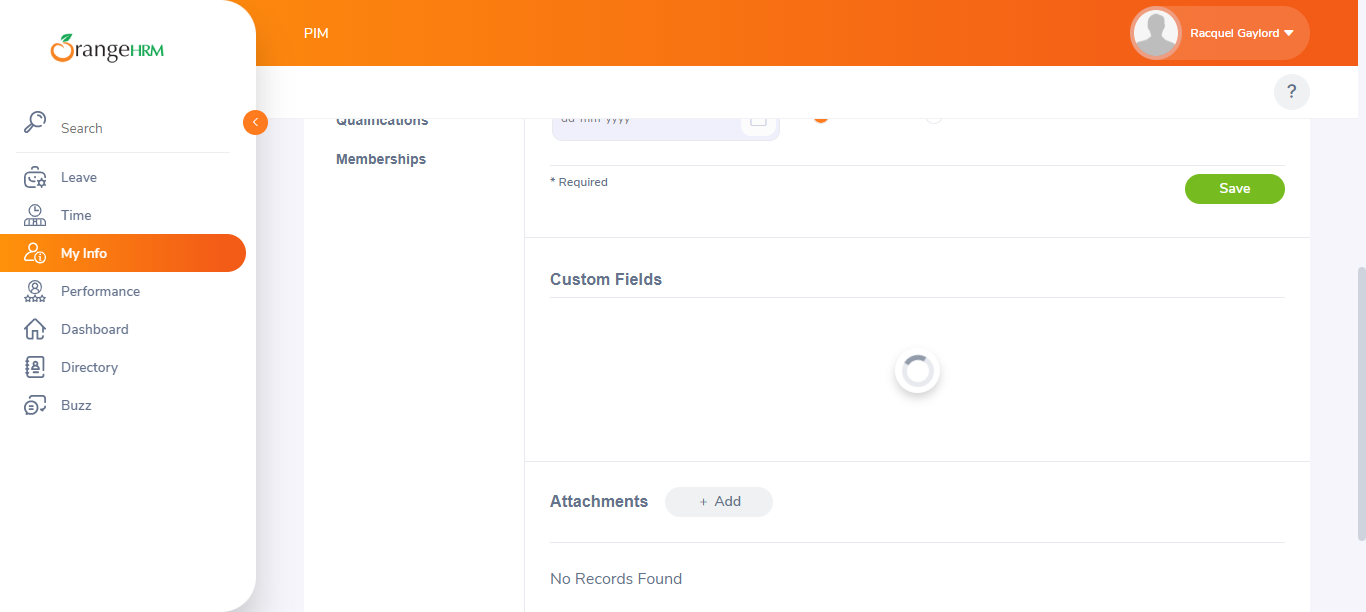 OrangeHRM
PIM
Racquel Gaylord
?
Search
Leave
Time
My Info
Performance
Dashboard
Directory
Buzz
Qualifications
Memberships
dd-mm-yyyy
* Required
Save
Custom Fields
Attachments
+ Add
No Records Found